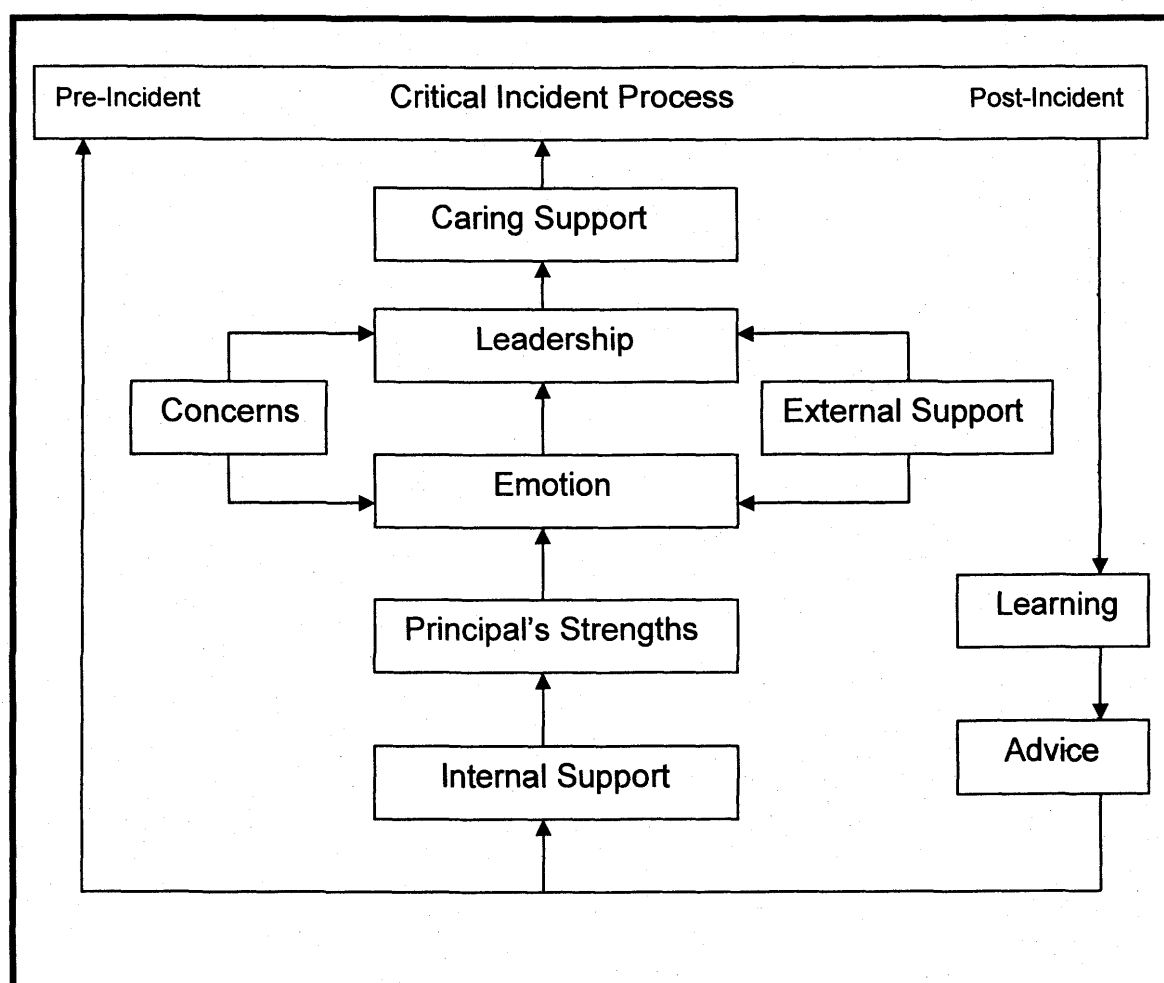 Pre-Incident Critical Incident Process Post-Incident
Caring Support
Leadership
Concerns
External Support
Emotion
Learning
Principal's Strengths
Advice
Internal Support